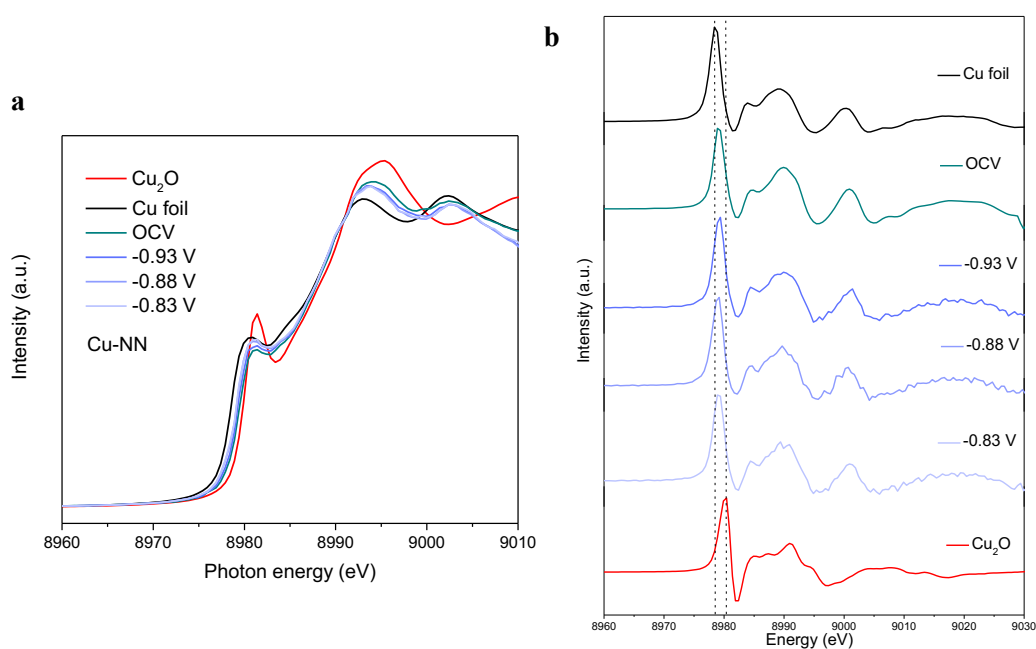 a
Cu₂O
Cu foil
OCV
-0.93 V
-0.88 V
-0.83 V
Cu-NN
Intensity (a.u.)
8960 8970 8980 8990 9000 9010
Photon energy (eV)
b
Cu foil
OCV
-0.93 V
-0.88 V
-0.83 V
Cu₂O
Intensity (a.u.)
8960 8970 8980 8990 9000 9010 9020 9030
Energy (eV)